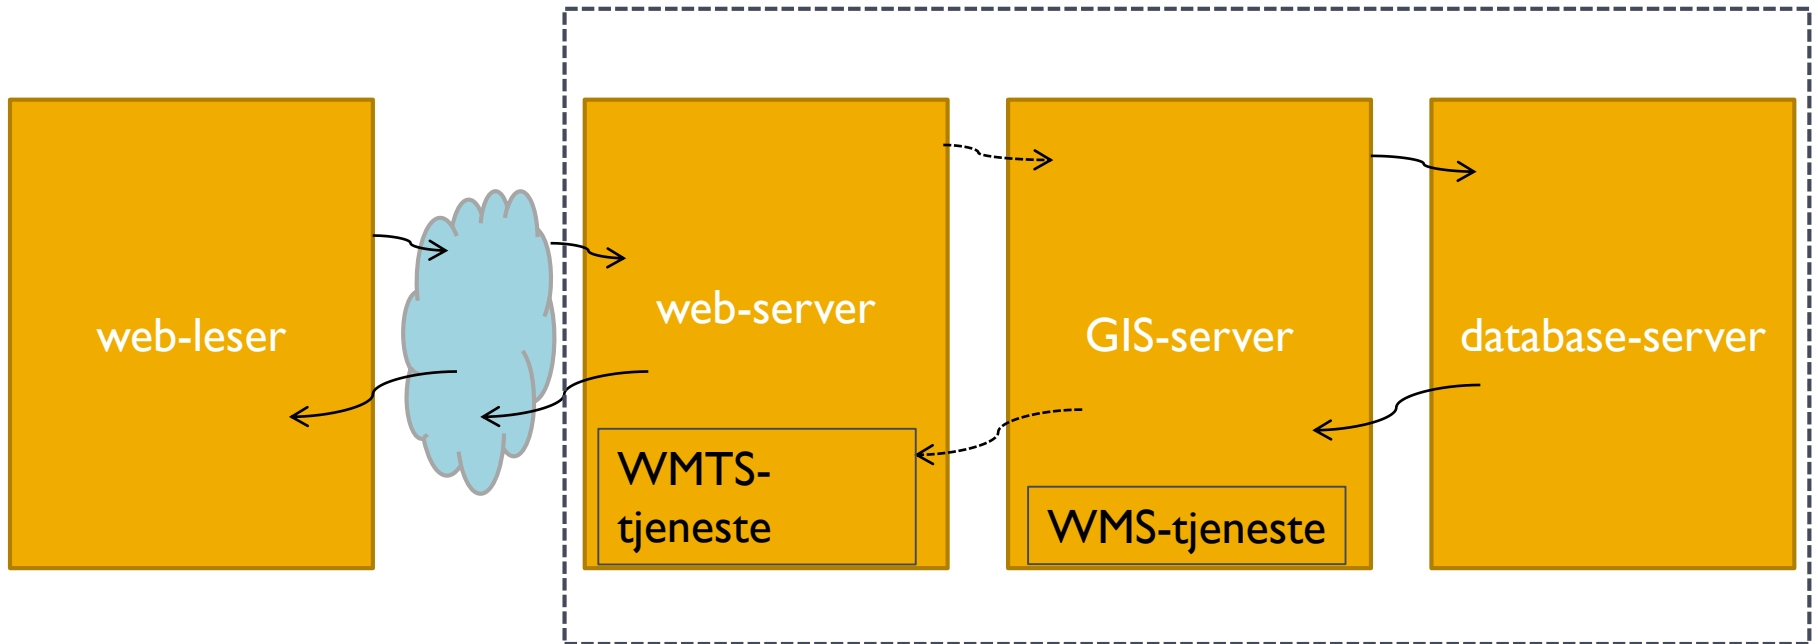 web-leser
web-server
GIS-server
database-server
WMTS-
tjeneste
WMS-tjeneste